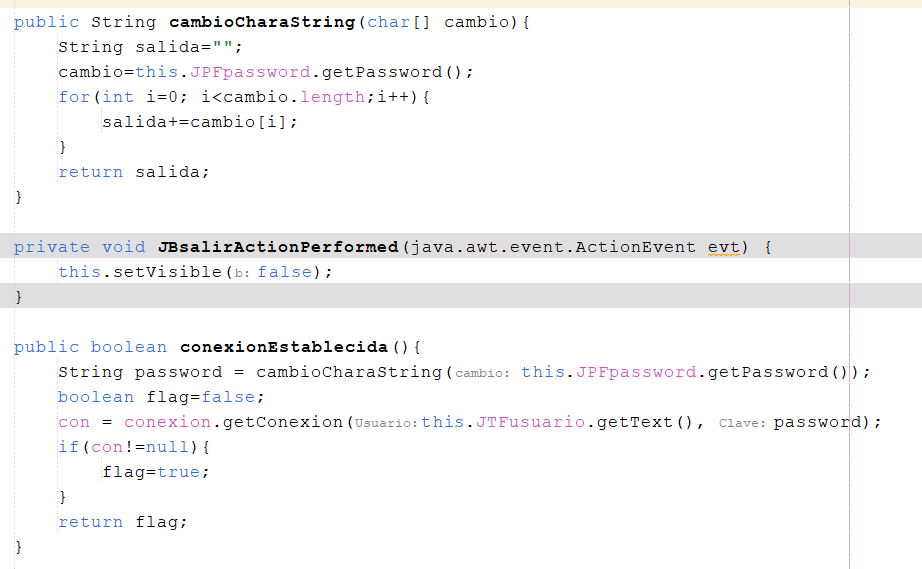 public String cambioCharaString(char[] cambio){
String salida="";
cambio=this.JPFpassword.getPassword();
for(int i=0; i<cambio.length;i++){
salida+=cambio[i];
}
return salida;
}
private void JBsalirActionPerformed(java.awt.event.ActionEvent evt) {
this.setVisible(b: false);
}
public boolean conexionEstablecida(){
String password = cambioCharaString(cambio: this.JPFpassword.getPassword());
boolean flag=false;
con = conexion.getConexion(Usuario:this.JTFusuario.getText(), Clave: password);
if(con!=null){
flag=true;
}
return flag;
}